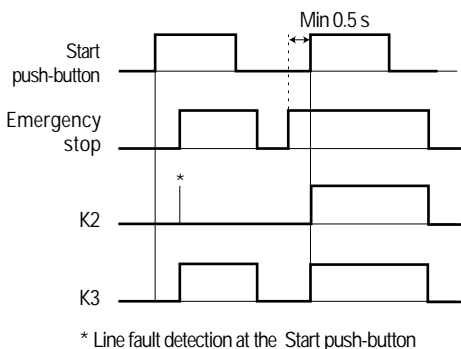 Min 0.5 s
Start
push-button
Emergency
stop
*
K2
K3
* Line fault detection at the Start push-button